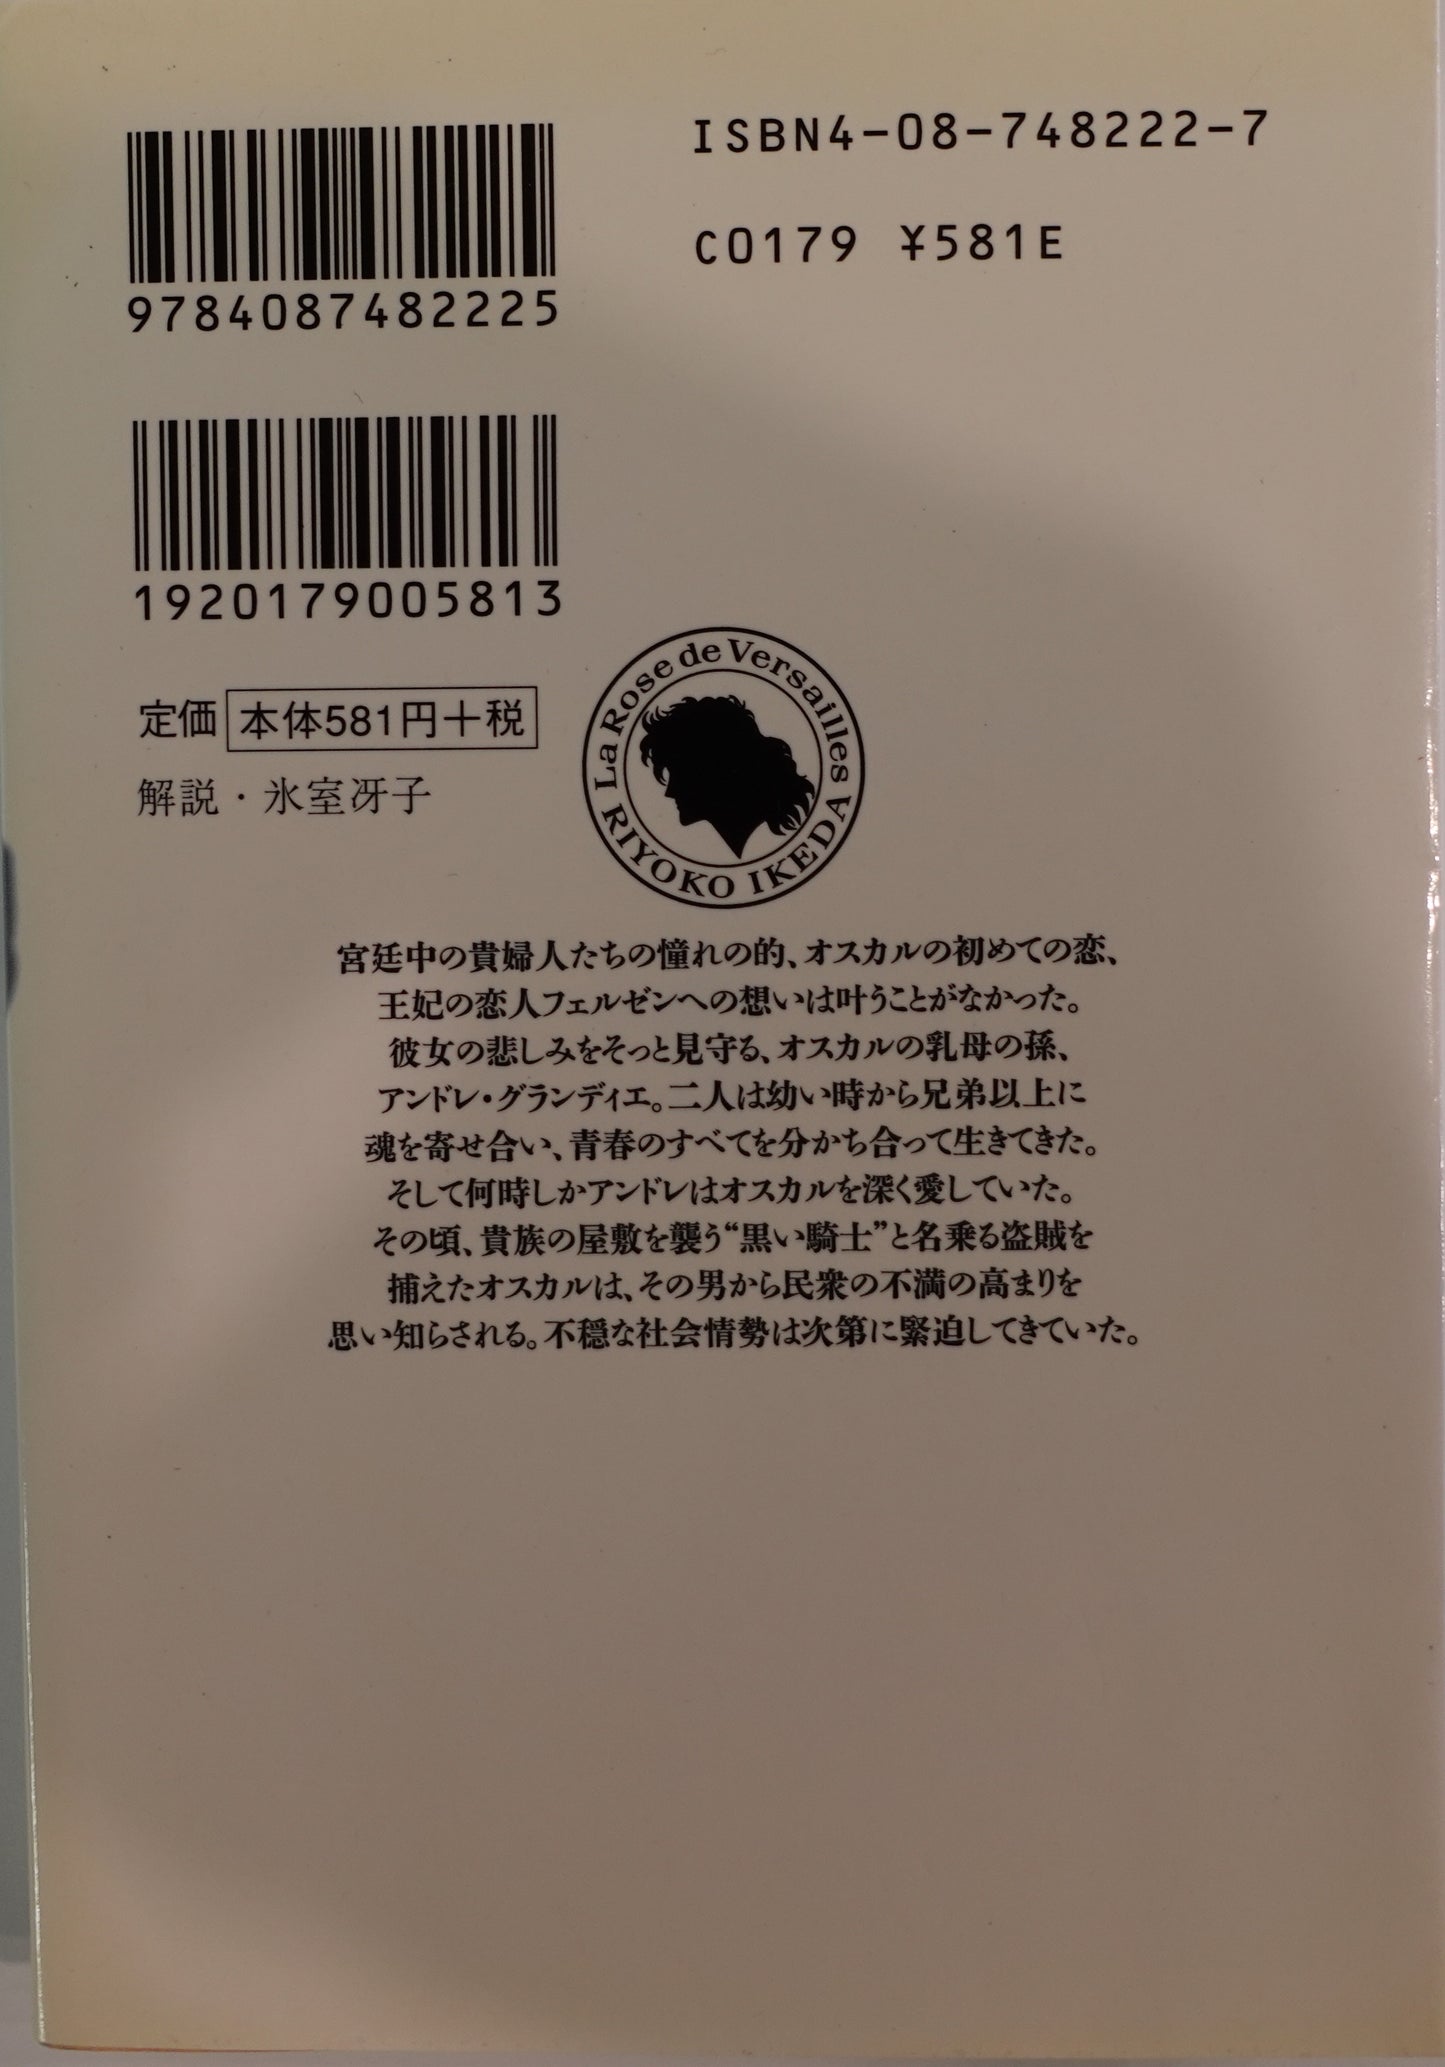 ISBN4-08-748222-7
C0179 ¥581E
9784087482225
1920179005813
定価 本体581円+税
解説・氷室冴子
La Rose de Versailles
RIYOKO IKEDA
宮廷中の貴婦人たちの憧れの的、オスカルの初めての恋、
王妃の恋人フェルゼンへの想いは叶うことがなかった。
彼女の悲しみをそっと見守る、オスカルの乳母の孫、
アンドレ・グランディエ。二人は幼い時から兄弟以上に
魂を寄せ合い、青春のすべてを分かち合って生きてきた。
そして何時しかアンドレはオスカルを深く愛していた。
その頃、貴族の屋敷を襲う“黒い騎士”と名乗る盗賊を
捕えたオスカルは、その男から民衆の不満の高まりを
思い知らされる。不穏な社会情勢は次第に緊迫してきていた。